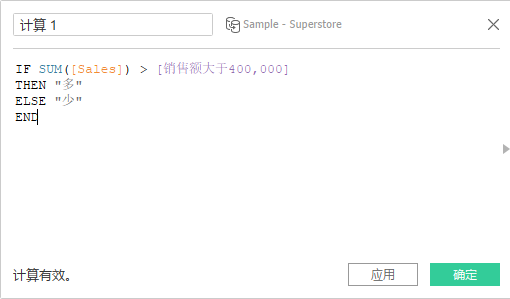 计算 1
Sample - Superstore
IF SUM([Sales]) > [销售额大于400,000]
THEN "多"
ELSE "少"
END
计算有效。
应用
确定